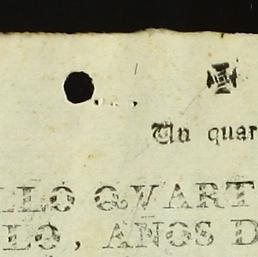 Un quar
LLO QVART
LO, AÑOS D